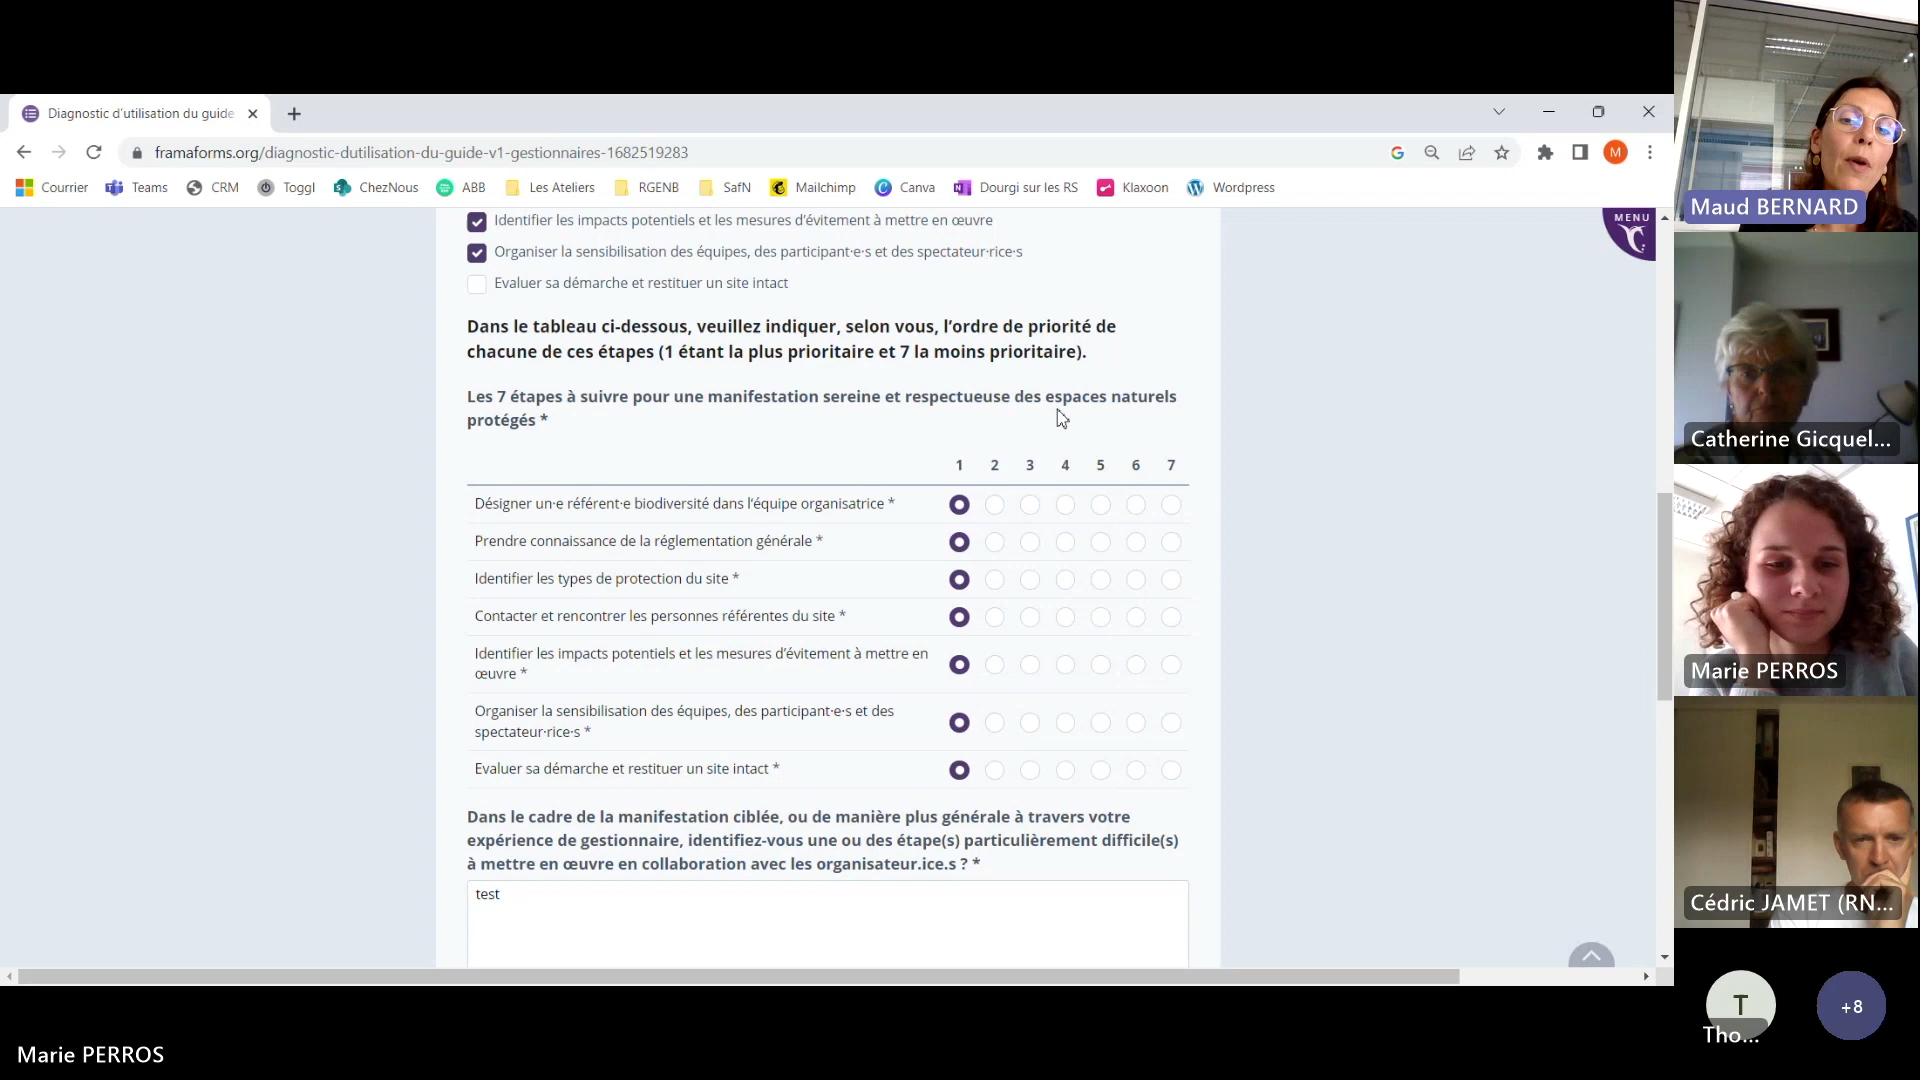 Diagnostic d'utilisation du guide
framaforms.org/diagnostic-dutilisation-du-guide-v1-gestionnaires-1682519283
M
Courrier Teams CRM Toggl ChezNous ABB Les Ateliers RGENB SafN Mailchimp Canva Dourgi sur les RS Klaxoon Wordpress
MENU
Identifier les impacts potentiels et les mesures d'évitement à mettre en œuvre
Organiser la sensibilisation des équipes, des participant·e·s et des spectateur·rice·s
Evaluer sa démarche et restituer un site intact
Dans le tableau ci-dessous, veuillez indiquer, selon vous, l'ordre de priorité de
chacune de ces étapes (1 étant la plus prioritaire et 7 la moins prioritaire).
Les 7 étapes à suivre pour une manifestation sereine et respectueuse des espaces naturels
protégés *
1 2 3 4 5 6 7
Désigner un·e référent·e biodiversité dans l'équipe organisatrice *
Prendre connaissance de la réglementation générale *
Identifier les types de protection du site *
Contacter et rencontrer les personnes référentes du site *
Identifier les impacts potentiels et les mesures d'évitement à mettre en
œuvre *
Organiser la sensibilisation des équipes, des participant·e·s et des
spectateur·rice·s *
Evaluer sa démarche et restituer un site intact *
Dans le cadre de la manifestation ciblée, ou de manière plus générale à travers votre
expérience de gestionnaire, identifiez-vous une ou des étape(s) particulièrement difficile(s)
à mettre en œuvre en collaboration avec les organisateur.ice.s ? *
test
Maud BERNARD
Catherine Gicquel...
Marie PERROS
Cédric JAMET (RN...
T
Tho...
+8
Marie PERROS